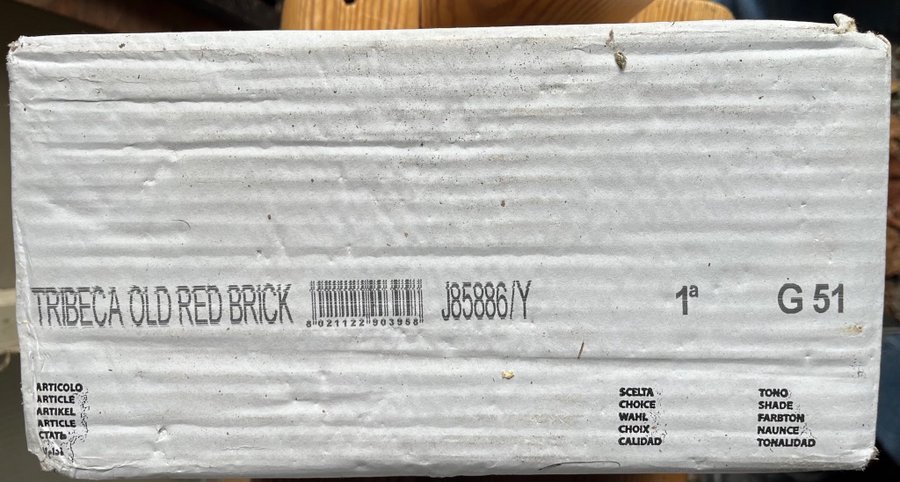 TRIBECA OLD RED BRICK J85886/Y 1ª G 51
8 021122 903958
ARTICOLO
ARTICLE
ARTIKEL
ARTICLE
СТАТЬ
SCELTA
CHOICE
WAHL
CHOIX
CALIDAD
TONO
SHADE
FARBTON
NAUNCE
TONALIDAD